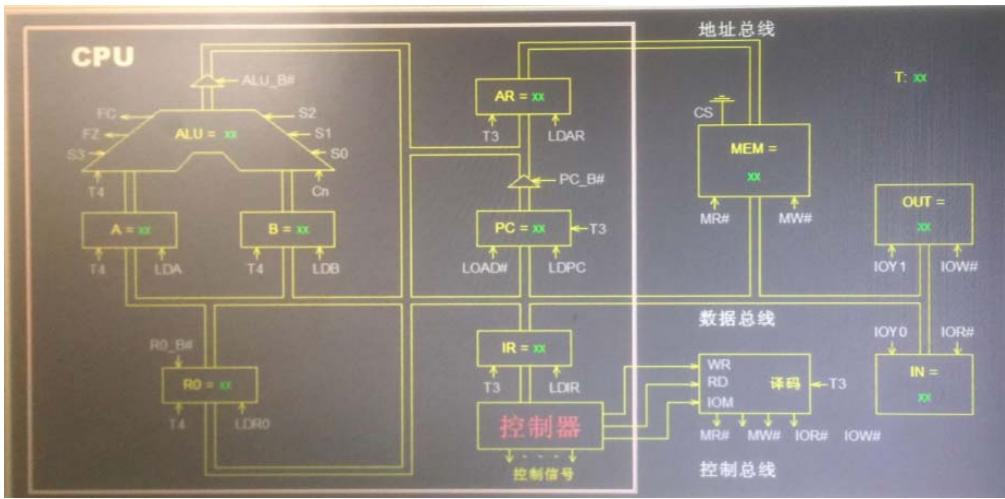 CPU
地址总线
ALU_B#
AR = xx
T: xx
FC
S2
CS
T3
LDAR
FZ
ALU = xx
S1
MEM =
xx
S3
S0
T4
Cn
PC_B#
MR#
MW#
OUT =
xx
A = xx
B = xx
PC = xx
T3
T4
LDA
T4
LDB
LOAD#
LDPC
IOY1
IOW#
数据总线
R0_B#
IR = xx
IOY0
IOR#
WR
RD
译码
T3
IOM
IN =
xx
R0 = xx
T3
LDIR
T4
LDR0
控制器
MR#
MW#
IOR#
IOW#
控制信号
控制总线